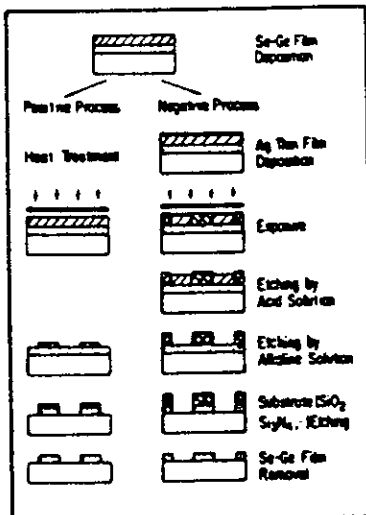 Se-Ge Film
Deposition
Positive Process
Negative Process
Heat Treatment
Ag Thin Film
Deposition
Exposure
Etching by
Acid Solution
Etching by
Alkaline Solution
Substrate (SiO₂
Si₃N₄, ) Etching
Se-Ge Film
Removal